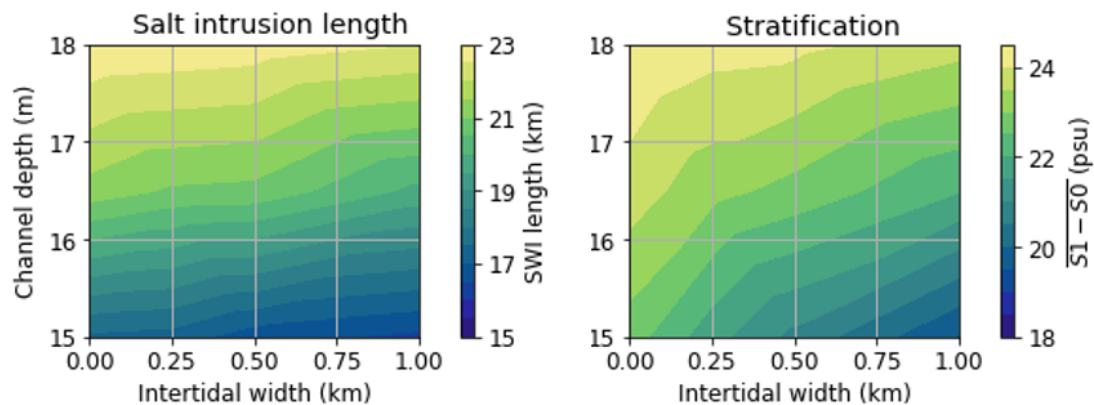 Salt intrusion length
Channel depth (m)
18
17
16
15
0.00 0.25 0.50 0.75 1.00
Intertidal width (km)
23
21
19
17
15
SWI length (km)
Stratification
18
17
16
15
0.00 0.25 0.50 0.75 1.00
Intertidal width (km)
24
22
20
18
S1 − S0 (psu)